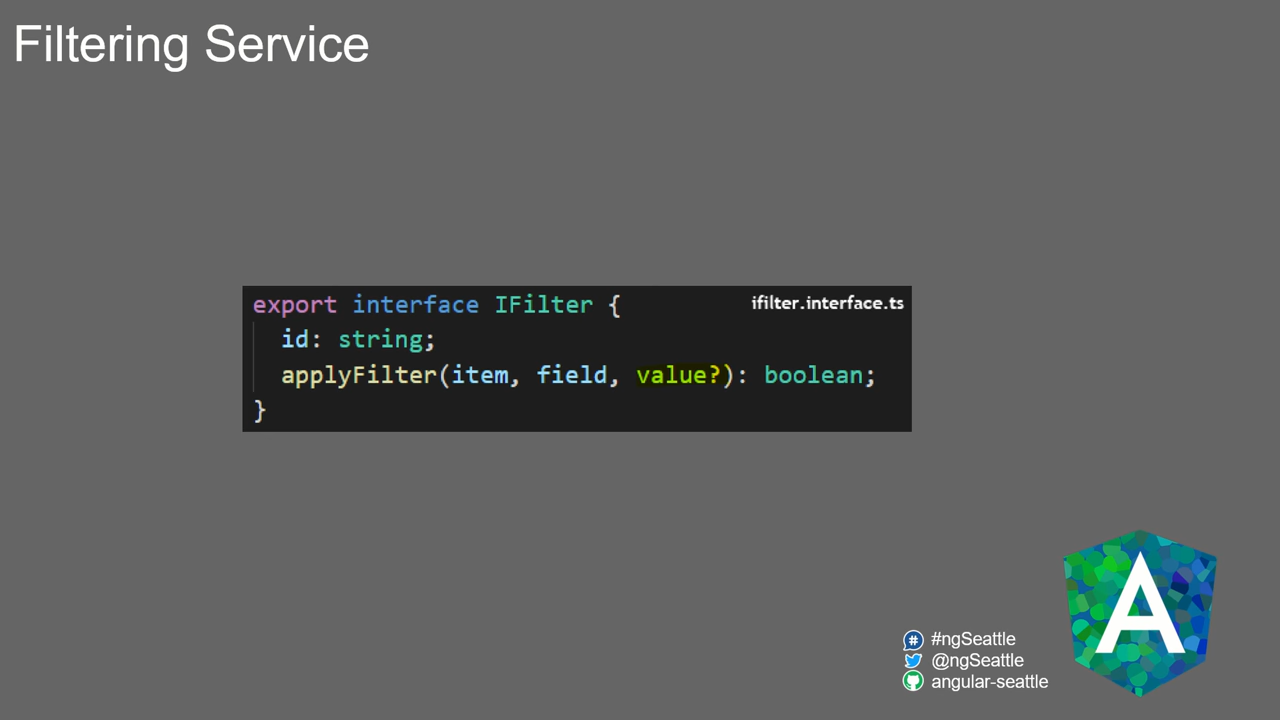 Filtering Service
export interface IFilter {
ifilter.interface.ts
id: string;
applyFilter(item, field, value?): boolean;
}
#ngSeattle
@ngSeattle
angular-seattle